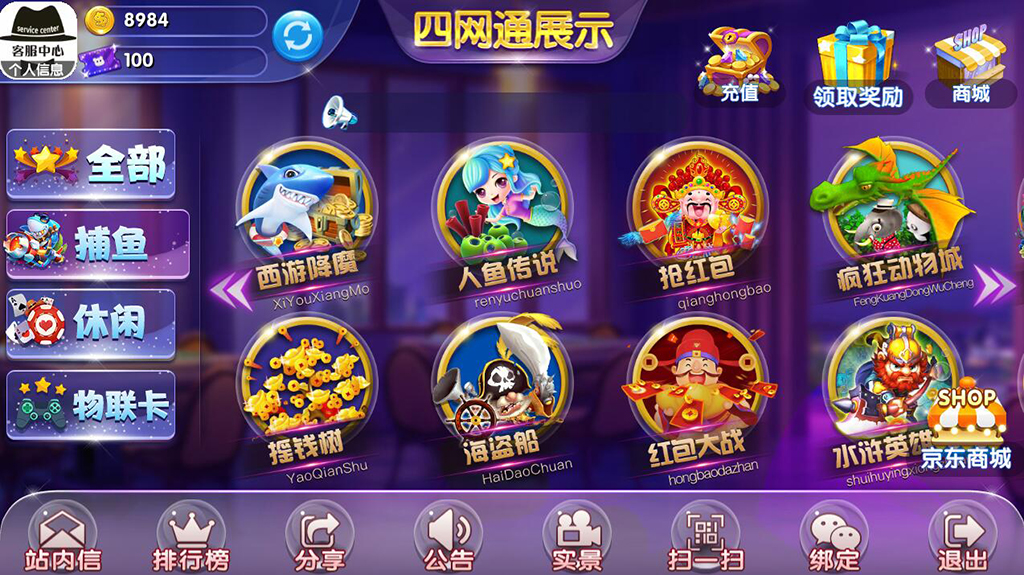 service center
客服中心
个人信息
8984
100
四网通展示
充值
领取奖励
SHOP
商城
全部
捕鱼
休闲
物联卡
西游降魔
XiYouXiangMo
人鱼传说
renyuchuanshuo
抢红包
qianghongbao
疯狂动物城
FengKuangDongWuCheng
摇钱树
YaoQianShu
海盗船
HaiDaoChuan
红包大战
hongbaodazhan
水浒英雄
shuihuyingxio
SHOP
京东商城
站内信
排行榜
分享
公告
实景
扫一扫
绑定
退出